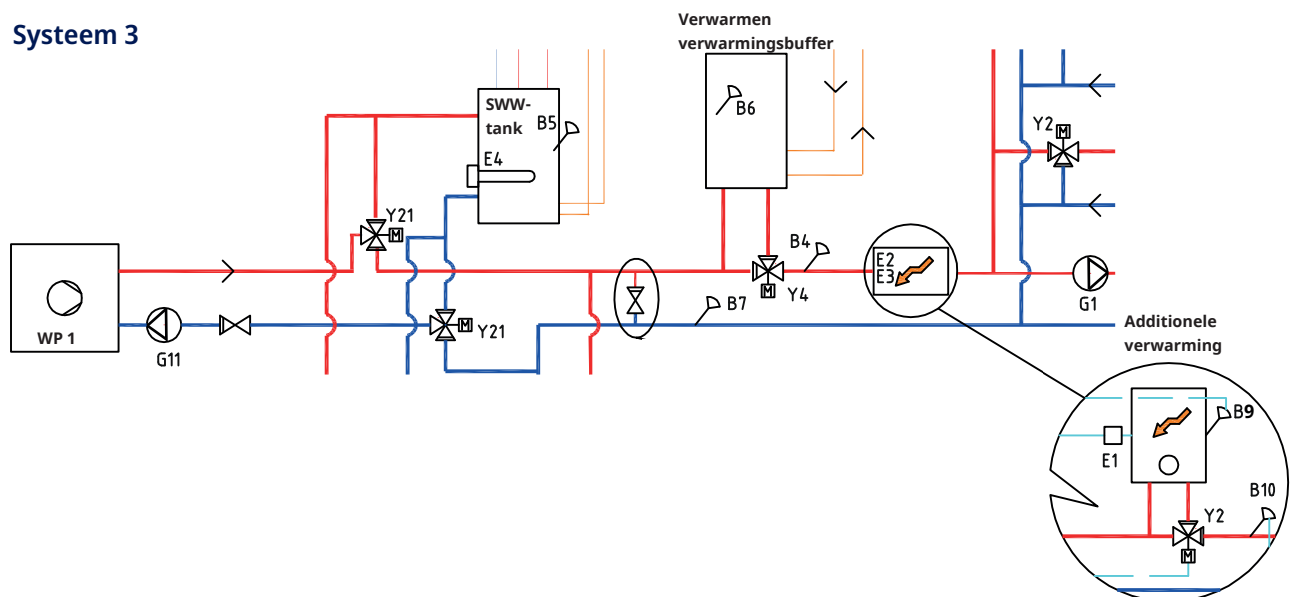 Systeem 3
Verwarmen
verwarmingsbuffer
SWW-
tank
B5
E4
B6
Y2
Y21
B4
E2
E3
Y4
G1
B7
WP 1
G11
Y21
Additionele
verwarming
B9
E1
B10
Y2
M
M
M
M
M